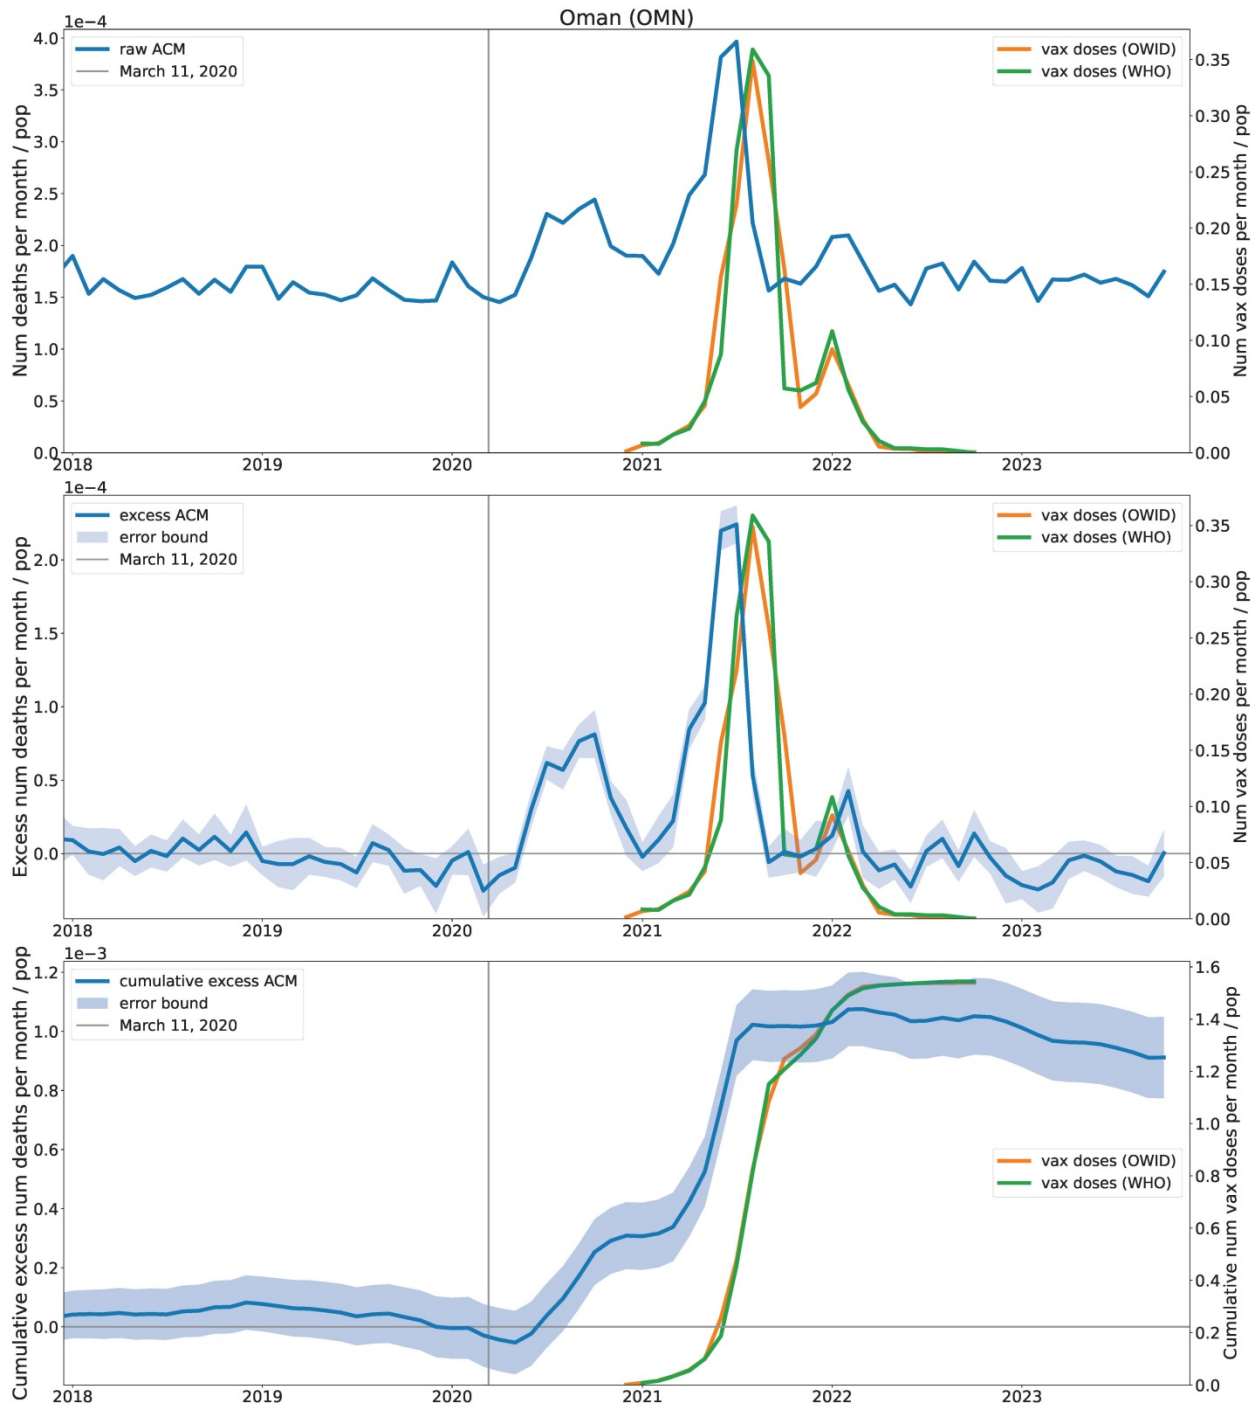 Oman (OMN)
1e−4
raw ACM
March 11, 2020
vax doses (OWID)
vax doses (WHO)
Num deaths per month / pop
4.0
3.5
3.0
2.5
2.0
1.5
1.0
0.5
0.0
Num vax doses per month / pop
0.35
0.30
0.25
0.20
0.15
0.10
0.05
0.00
2018 2019 2020 2021 2022 2023
1e−4
excess ACM
error bound
March 11, 2020
vax doses (OWID)
vax doses (WHO)
Excess num deaths per month / pop
2.0
1.5
1.0
0.5
0.0
Num vax doses per month / pop
0.35
0.30
0.25
0.20
0.15
0.10
0.05
0.00
2018 2019 2020 2021 2022 2023
1e−3
cumulative excess ACM
error bound
March 11, 2020
vax doses (OWID)
vax doses (WHO)
Cumulative excess num deaths per month / pop
1.2
1.0
0.8
0.6
0.4
0.2
0.0
Cumulative num vax doses per month / pop
1.6
1.4
1.2
1.0
0.8
0.6
0.4
0.2
0.0
2018 2019 2020 2021 2022 2023